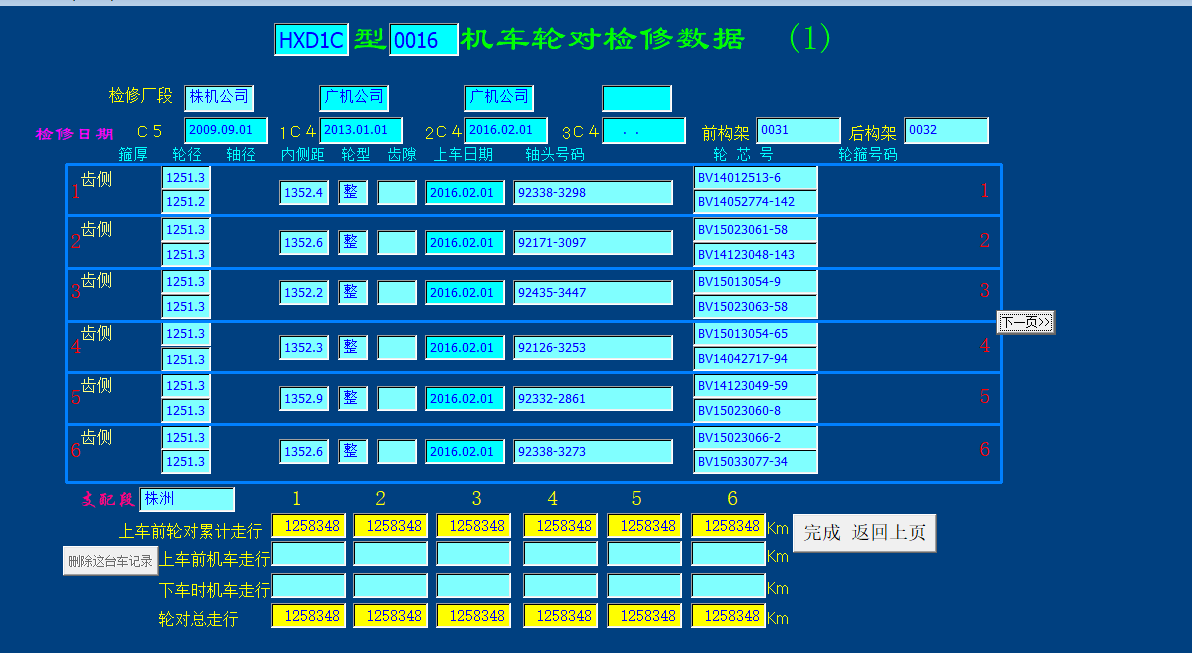 HXD1C 型 0016 机车轮对检修数据 (1)
检修厂段 株机公司 广机公司 广机公司
检修日期 C5 2009.09.01 1C4 2013.01.01 2C4 2016.02.01 3C4 . . 前构架 0031 后构架 0032
箍厚 轮径 轴径 内侧距 轮型 齿隙 上车日期 轴头号码 轮 芯 号 轮箍号码
1 齿侧 1251.3 1352.4 整 2016.02.01 92338-3298 BV14012513-6 1
1251.2 BV14052774-142
2 齿侧 1251.3 1352.6 整 2016.02.01 92171-3097 BV15023061-58 2
1251.3 BV14123048-143
3 齿侧 1251.3 1352.2 整 2016.02.01 92435-3447 BV15013054-9 3
1251.3 BV15023063-58
下一页>>
4 齿侧 1251.3 1352.3 整 2016.02.01 92126-3253 BV15013054-65 4
1251.3 BV14042717-94
5 齿侧 1251.3 1352.9 整 2016.02.01 92332-2861 BV14123049-59 5
1251.3 BV15023060-8
6 齿侧 1251.3 1352.6 整 2016.02.01 92338-3273 BV15023066-2 6
1251.3 BV15033077-34
支配段 株洲 1 2 3 4 5 6
上车前轮对累计走行 1258348 1258348 1258348 1258348 1258348 1258348 Km 完成 返回上页
删除这台车记录 上车前机车走行 Km
下车时机车走行 Km
轮对总走行 1258348 1258348 1258348 1258348 1258348 1258348 Km